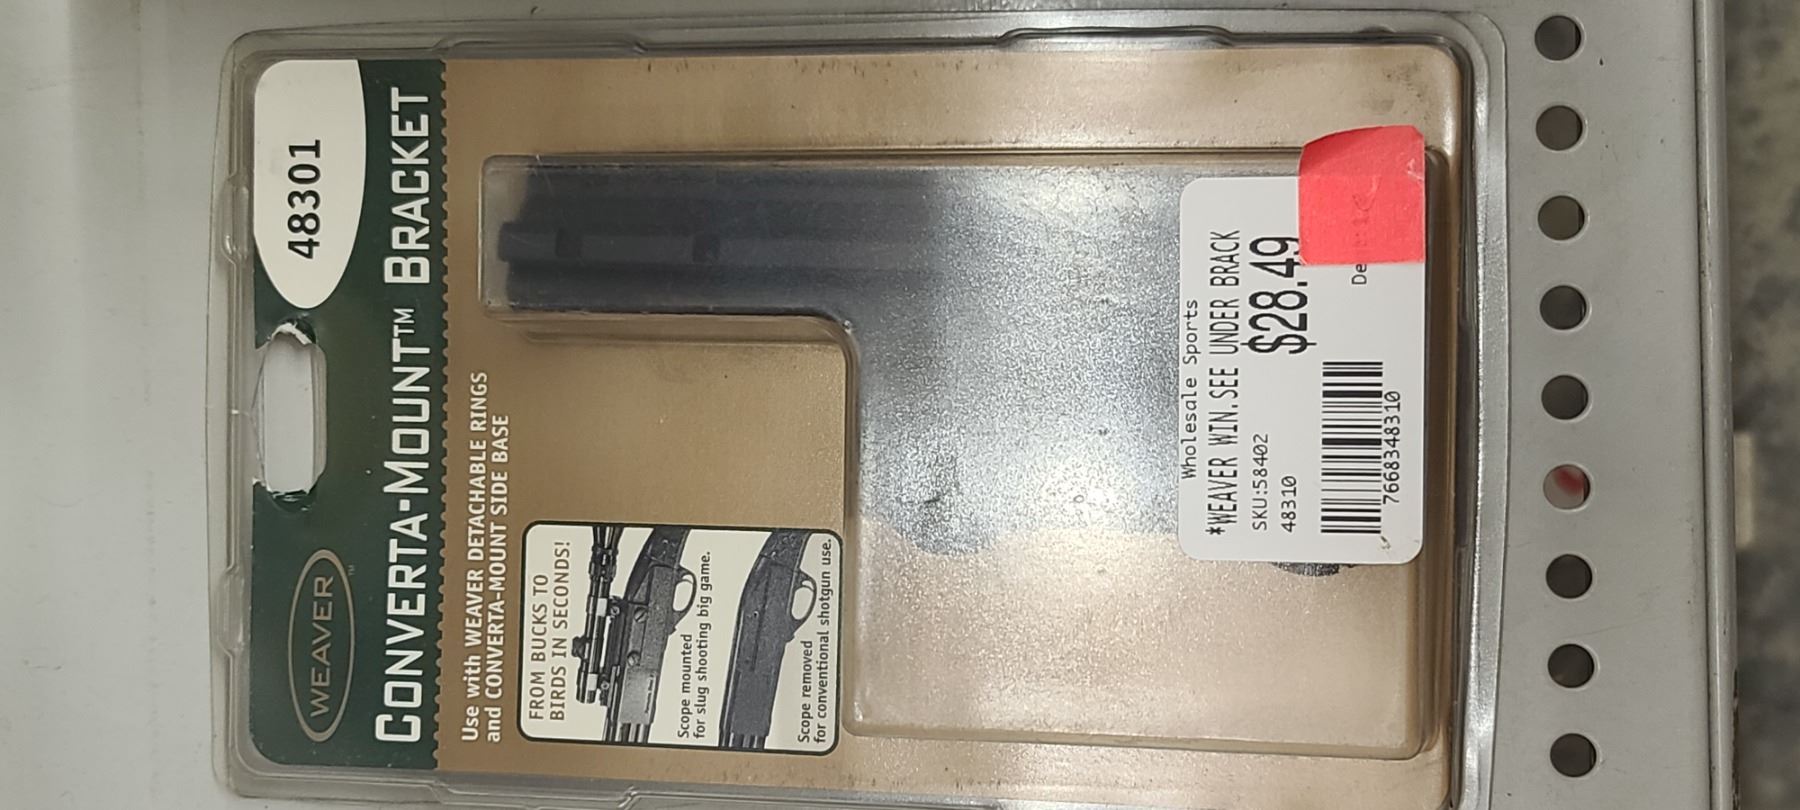 48301
WEAVER™
CONVERTA-MOUNT™ BRACKET
Use with WEAVER DETACHABLE RINGS
and CONVERTA-MOUNT SIDE BASE
FROM BUCKS TO
BIRDS IN SECONDS!
Scope mounted
for slug shooting big game.
Scope removed
for conventional shotgun use.
Wholesale Sports
*WEAVER WIN.SEE UNDER BRACK
SKU:58402
$28.49
48310
7668348310